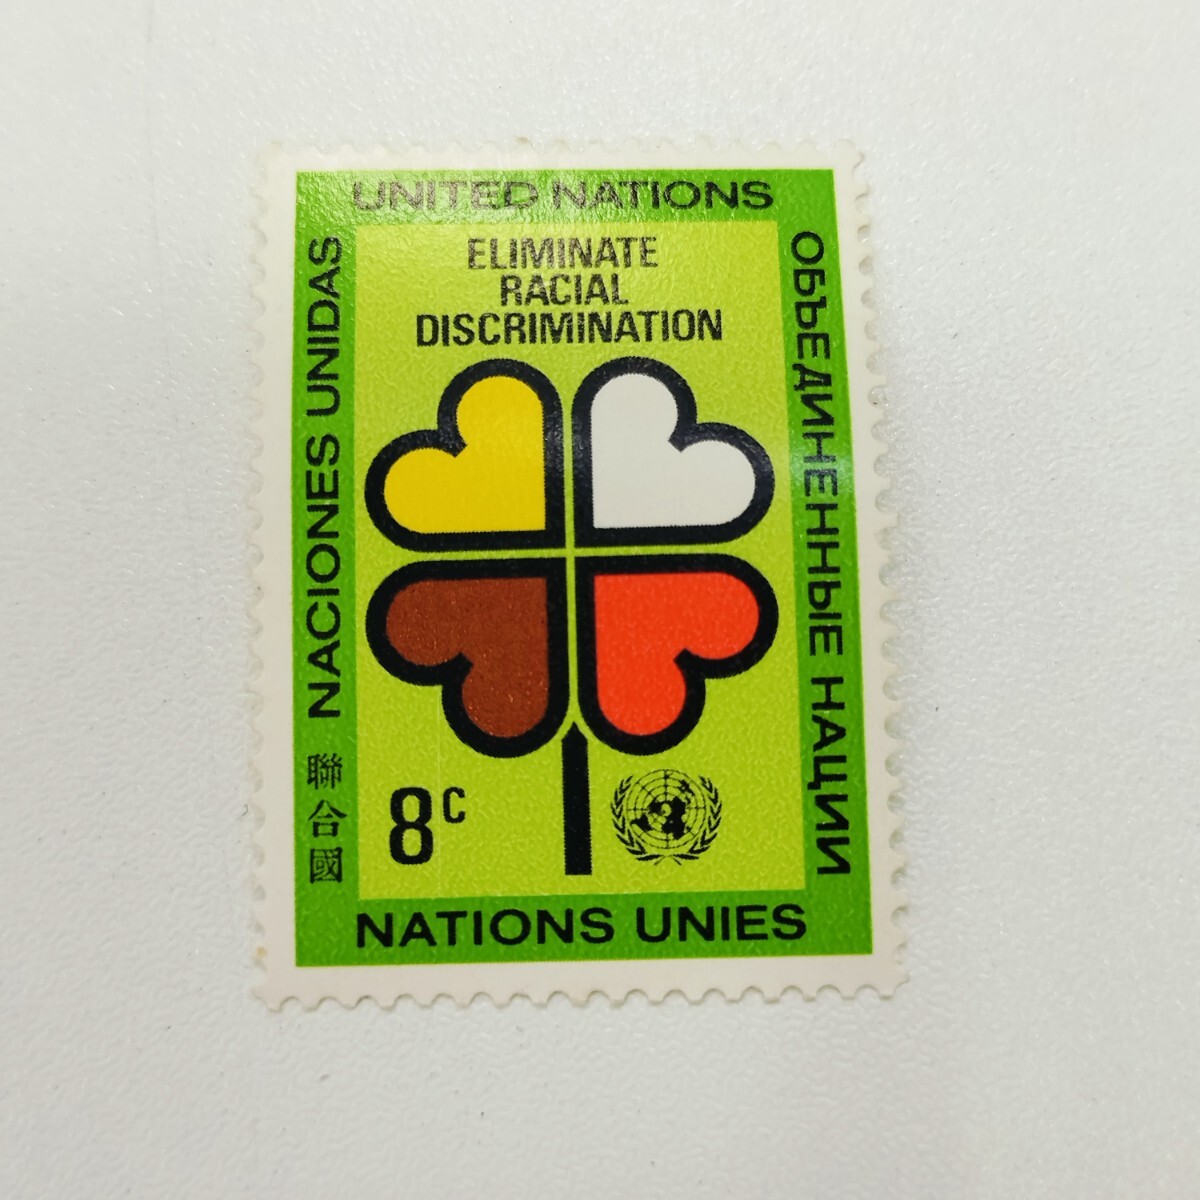 UNITED NATIONS
ELIMINATE
RACIAL
DISCRIMINATION
NACIONES UNIDAS
ОБЪЕДИНЕННЫЕ НАЦИИ
聯合國
8c
NATIONS UNIES